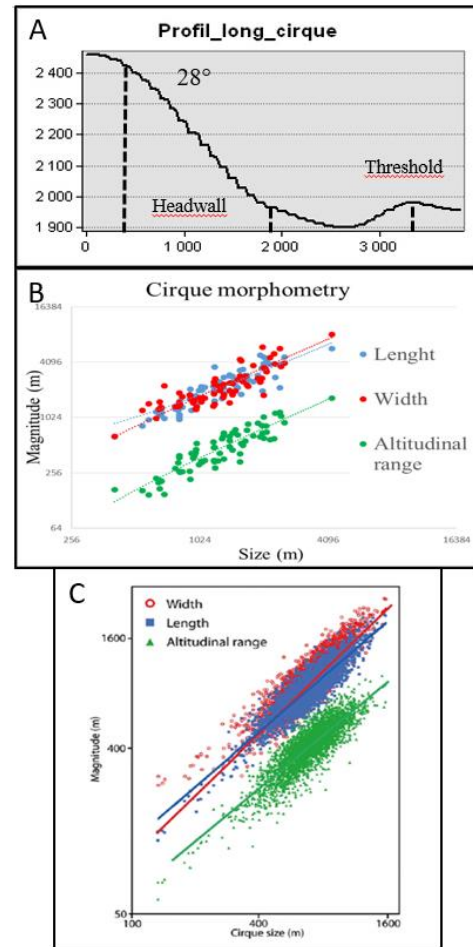 A
Profil_long_cirque
2 400
28°
2 300
2 200
2 100
Threshold
2 000
Headwall
1 900
0
1 000
2 000
3 000
B
Cirque morphometry
16384
4096
1024
256
64
Magnitude (m)
Lenght
Width
Altitudinal
range
256
1024
4096
16384
Size (m)
C
Width
Length
Altitudinal range
1600
400
50
Magnitude (m)
100
400
1600
Cirque size (m)